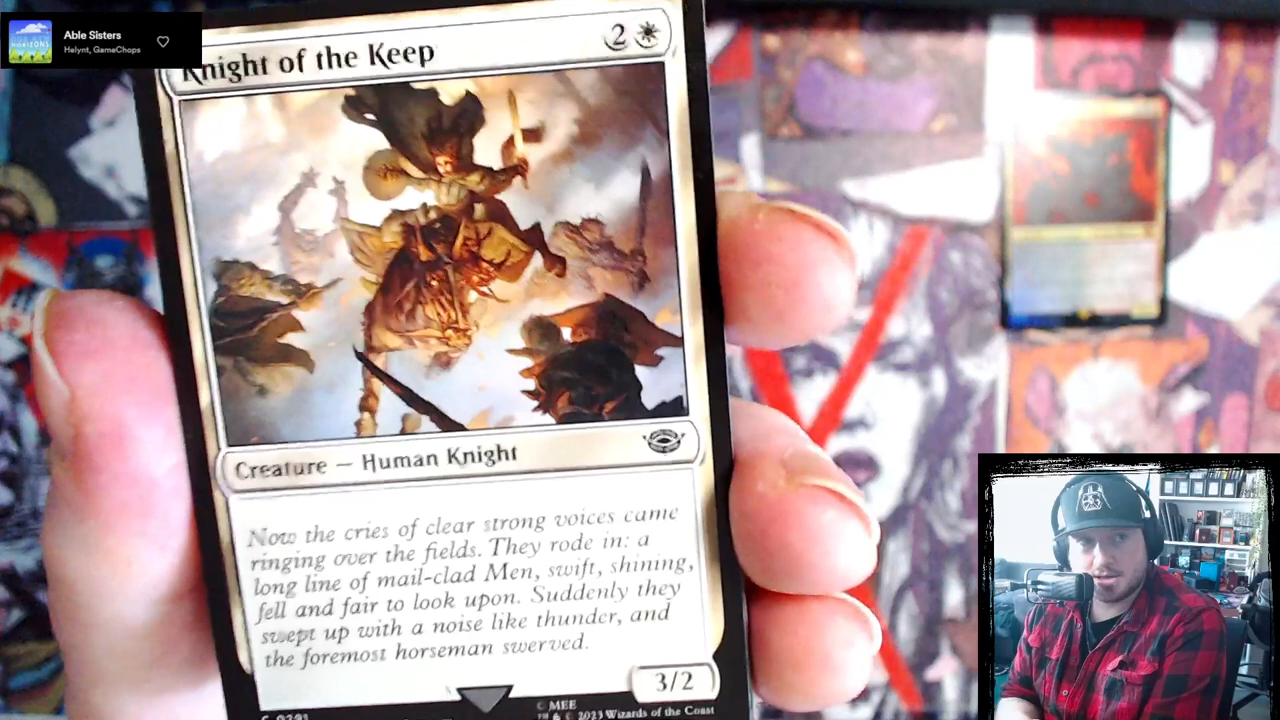 Able Sisters
Helynt, GameChops
Knight of the Keep
2
Creature — Human Knight
Now the cries of clear strong voices came
ringing over the fields. They rode in: a
long line of mail-clad Men, swift, shining,
fell and fair to look upon. Suddenly they
swept up with a noise like thunder, and
the foremost horseman swerved.
3/2
© MEE
™ & © 2023 Wizards of the Coast